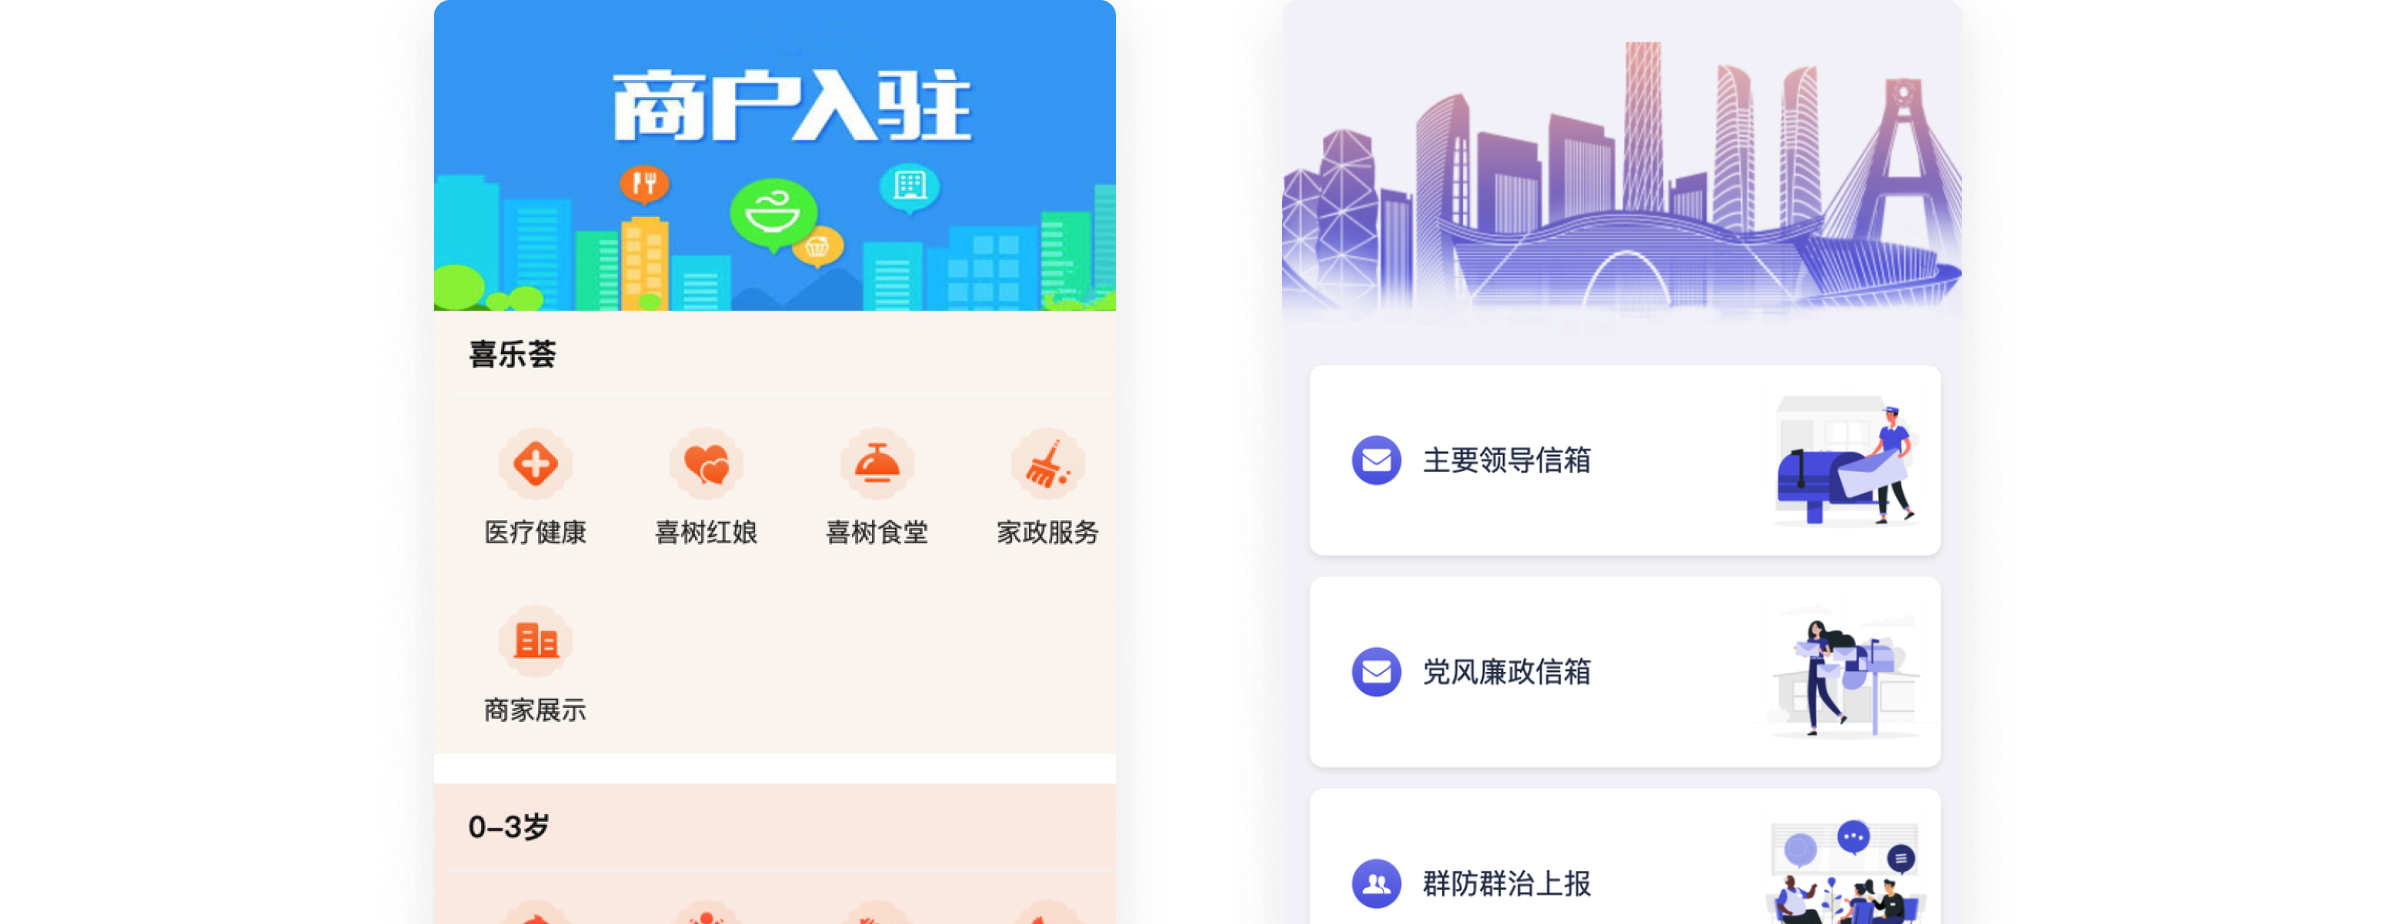 商户入驻
喜乐荟
医疗健康
喜树红娘
喜树食堂
家政服务
商家展示
0-3岁
主要领导信箱
党风廉政信箱
群防群治上报